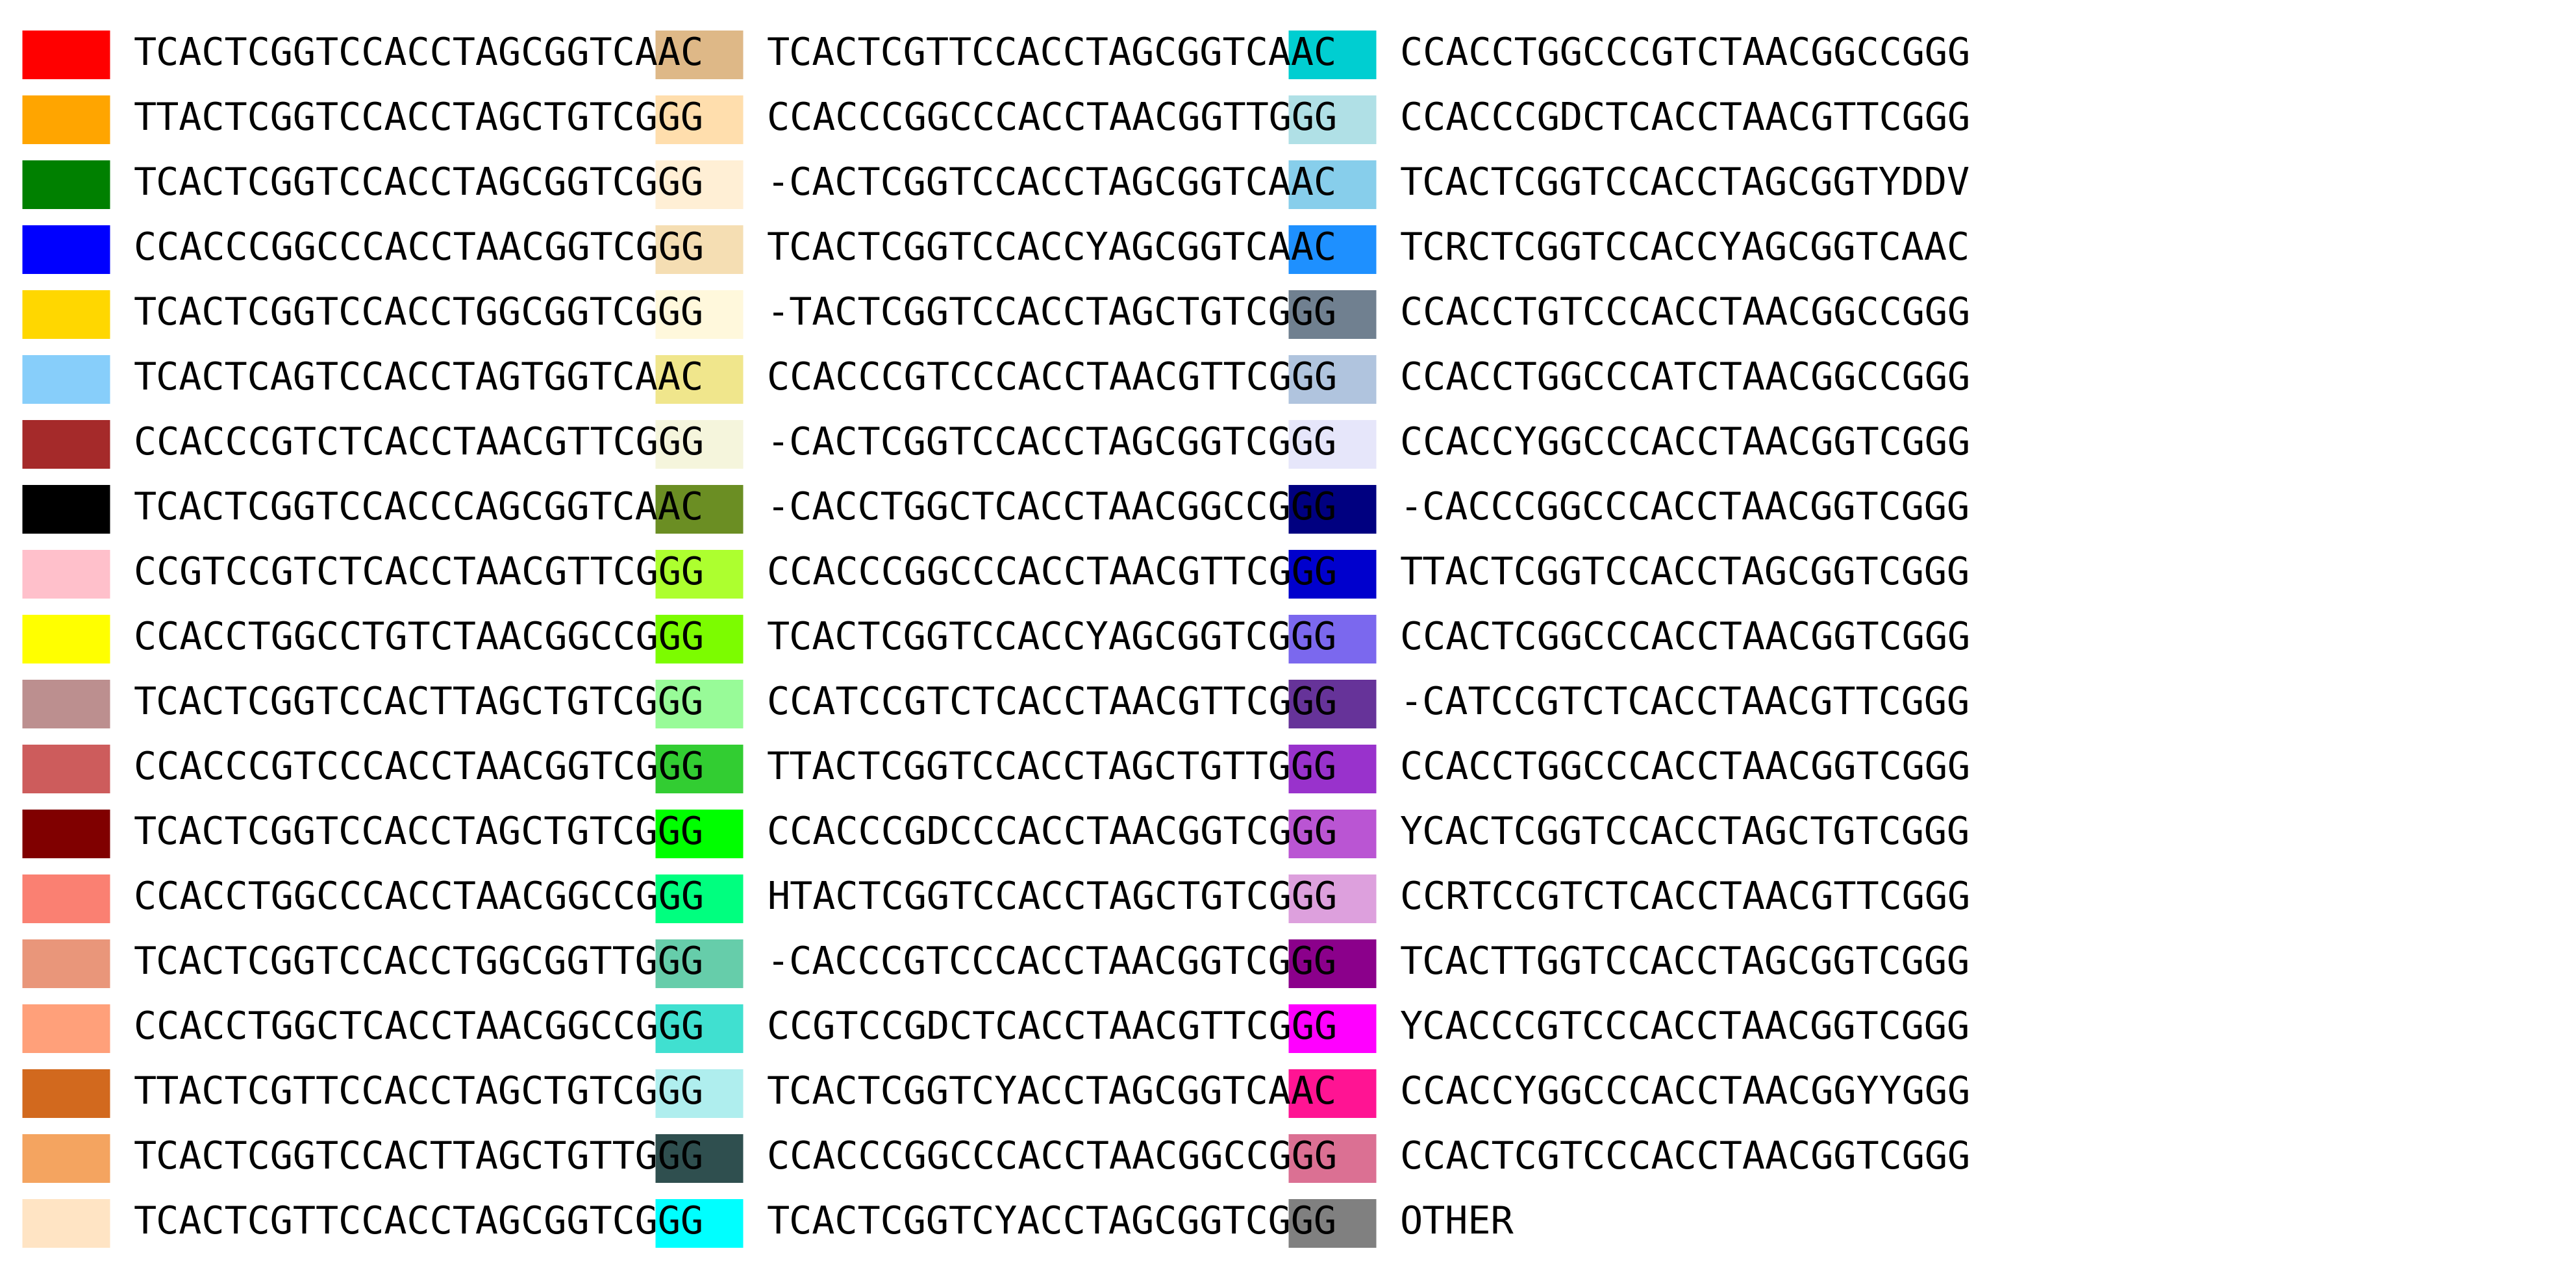 TCACTCGGTCCACCTAGCGGTCAAC TCACTCGTTCCACCTAGCGGTCAAC CCACCTGGCCCGTCTAACGGCCGGG
TTACTCGGTCCACCTAGCTGTCGGG CCACCCGGCCCACCTAACGGTTGGG CCACCCGDCTCACCTAACGTTCGGG
TCACTCGGTCCACCTAGCGGTCGGG -CACTCGGTCCACCTAGCGGTCAAC TCACTCGGTCCACCTAGCGGTYDDV
CCACCCGGCCCACCTAACGGTCGGG TCACTCGGTCCACCYAGCGGTCAAC TCRCTCGGTCCACCYAGCGGTCAAC
TCACTCGGTCCACCTGGCGGTCGGG -TACTCGGTCCACCTAGCTGTCGGG CCACCTGTCCCACCTAACGGCCGGG
TCACTCAGTCCACCTAGTGGTCAAC CCACCCGTCCCACCTAACGTTCGGG CCACCTGGCCCATCTAACGGCCGGG
CCACCCGTCTCACCTAACGTTCGGG -CACTCGGTCCACCTAGCGGTCGGG CCACCYGGCCCACCTAACGGTCGGG
TCACTCGGTCCACCCAGCGGTCAAC -CACCTGGCTCACCTAACGGCCGGG -CACCCGGCCCACCTAACGGTCGGG
CCGTCCGTCTCACCTAACGTTCGGG CCACCCGGCCCACCTAACGTTCGGG TTACTCGGTCCACCTAGCGGTCGGG
CCACCTGGCCTGTCTAACGGCCGGG TCACTCGGTCCACCYAGCGGTCGGG CCACTCGGCCCACCTAACGGTCGGG
TCACTCGGTCCACTTAGCTGTCGGG CCATCCGTCTCACCTAACGTTCGGG -CATCCGTCTCACCTAACGTTCGGG
CCACCCGTCCCACCTAACGGTCGGG TTACTCGGTCCACCTAGCTGTTGGG CCACCTGGCCCACCTAACGGTCGGG
TCACTCGGTCCACCTAGCTGTCGGG CCACCCGDCCCACCTAACGGTCGGG YCACTCGGTCCACCTAGCTGTCGGG
CCACCTGGCCCACCTAACGGCCGGG HTACTCGGTCCACCTAGCTGTCGGG CCRTCCGTCTCACCTAACGTTCGGG
TCACTCGGTCCACCTGGCGGTTGGG -CACCCGTCCCACCTAACGGTCGGG TCACTTGGTCCACCTAGCGGTCGGG
CCACCTGGCTCACCTAACGGCCGGG CCGTCCGDCTCACCTAACGTTCGGG YCACCCGTCCCACCTAACGGTCGGG
TTACTCGTTCCACCTAGCTGTCGGG TCACTCGGTCYACCTAGCGGTCAAC CCACCYGGCCCACCTAACGGYYGGG
TCACTCGGTCCACTTAGCTGTTGGG CCACCCGGCCCACCTAACGGCCGGG CCACTCGTCCCACCTAACGGTCGGG
TCACTCGTTCCACCTAGCGGTCGGG TCACTCGGTCYACCTAGCGGTCGGG OTHER